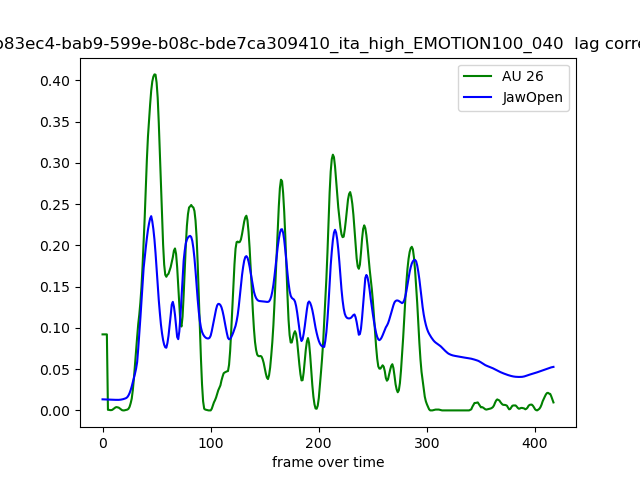 b83ec4-bab9-599e-b08c-bde7ca309410_ita_high_EMOTION100_040 lag corre
AU 26
JawOpen
0.40
0.35
0.30
0.25
0.20
0.15
0.10
0.05
0.00
0 100 200 300 400
frame over time